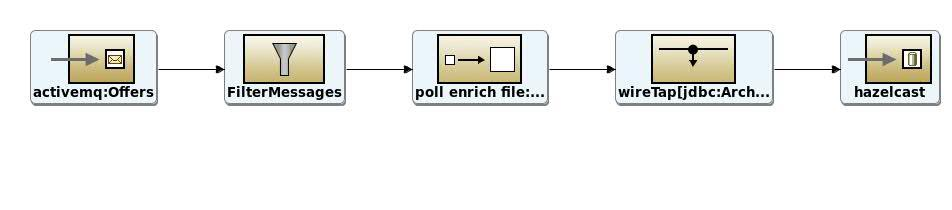 activemq:Offers
FilterMessages
poll enrich file:...
wireTap[jdbc:Arch...
hazelcast